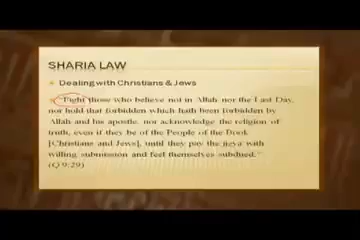 SHARIA LAW
Dealing with Christians & Jews
"Fight those who believe not in Allah nor the Last Day,
nor hold that forbidden which hath been forbidden by
Allah and his apostle, nor acknowledge the religion of
truth, even if they be of the People of the Book
[Christians and Jews], until they pay the jizya with
willing submission and feel themselves subdued."
(Q 9:29)